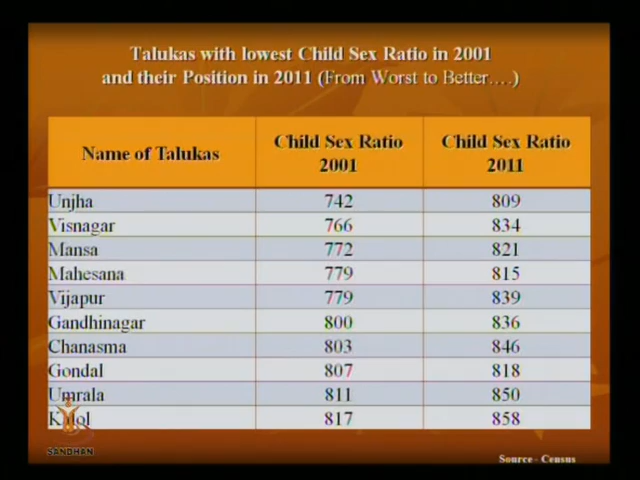 Talukas with lowest Child Sex Ratio in 2001
and their Position in 2011 (From Worst to Better….)
Name of Talukas Child Sex Ratio 2001 Child Sex Ratio 2011
Unjha 742 809
Visnagar 766 834
Mansa 772 821
Mahesana 779 815
Vijapur 779 839
Gandhinagar 800 836
Chanasma 803 846
Gondal 807 818
Umrala 811 850
Kalol 817 858
SANDHAN
Source - Census